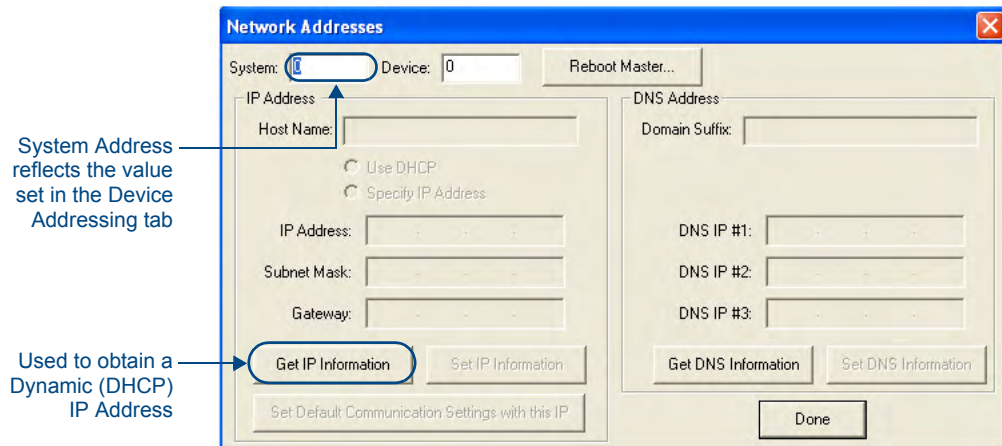 Network Addresses
System: 0 Device: 0 Reboot Master...
IP Address
Host Name:
Use DHCP
Specify IP Address
IP Address:
Subnet Mask:
Gateway:
Get IP Information Set IP Information
Set Default Communication Settings with this IP
DNS Address
Domain Suffix:
DNS IP #1:
DNS IP #2:
DNS IP #3:
Get DNS Information Set DNS Information
Done
System Address
reflects the value
set in the Device
Addressing tab
Used to obtain a
Dynamic (DHCP)
IP Address